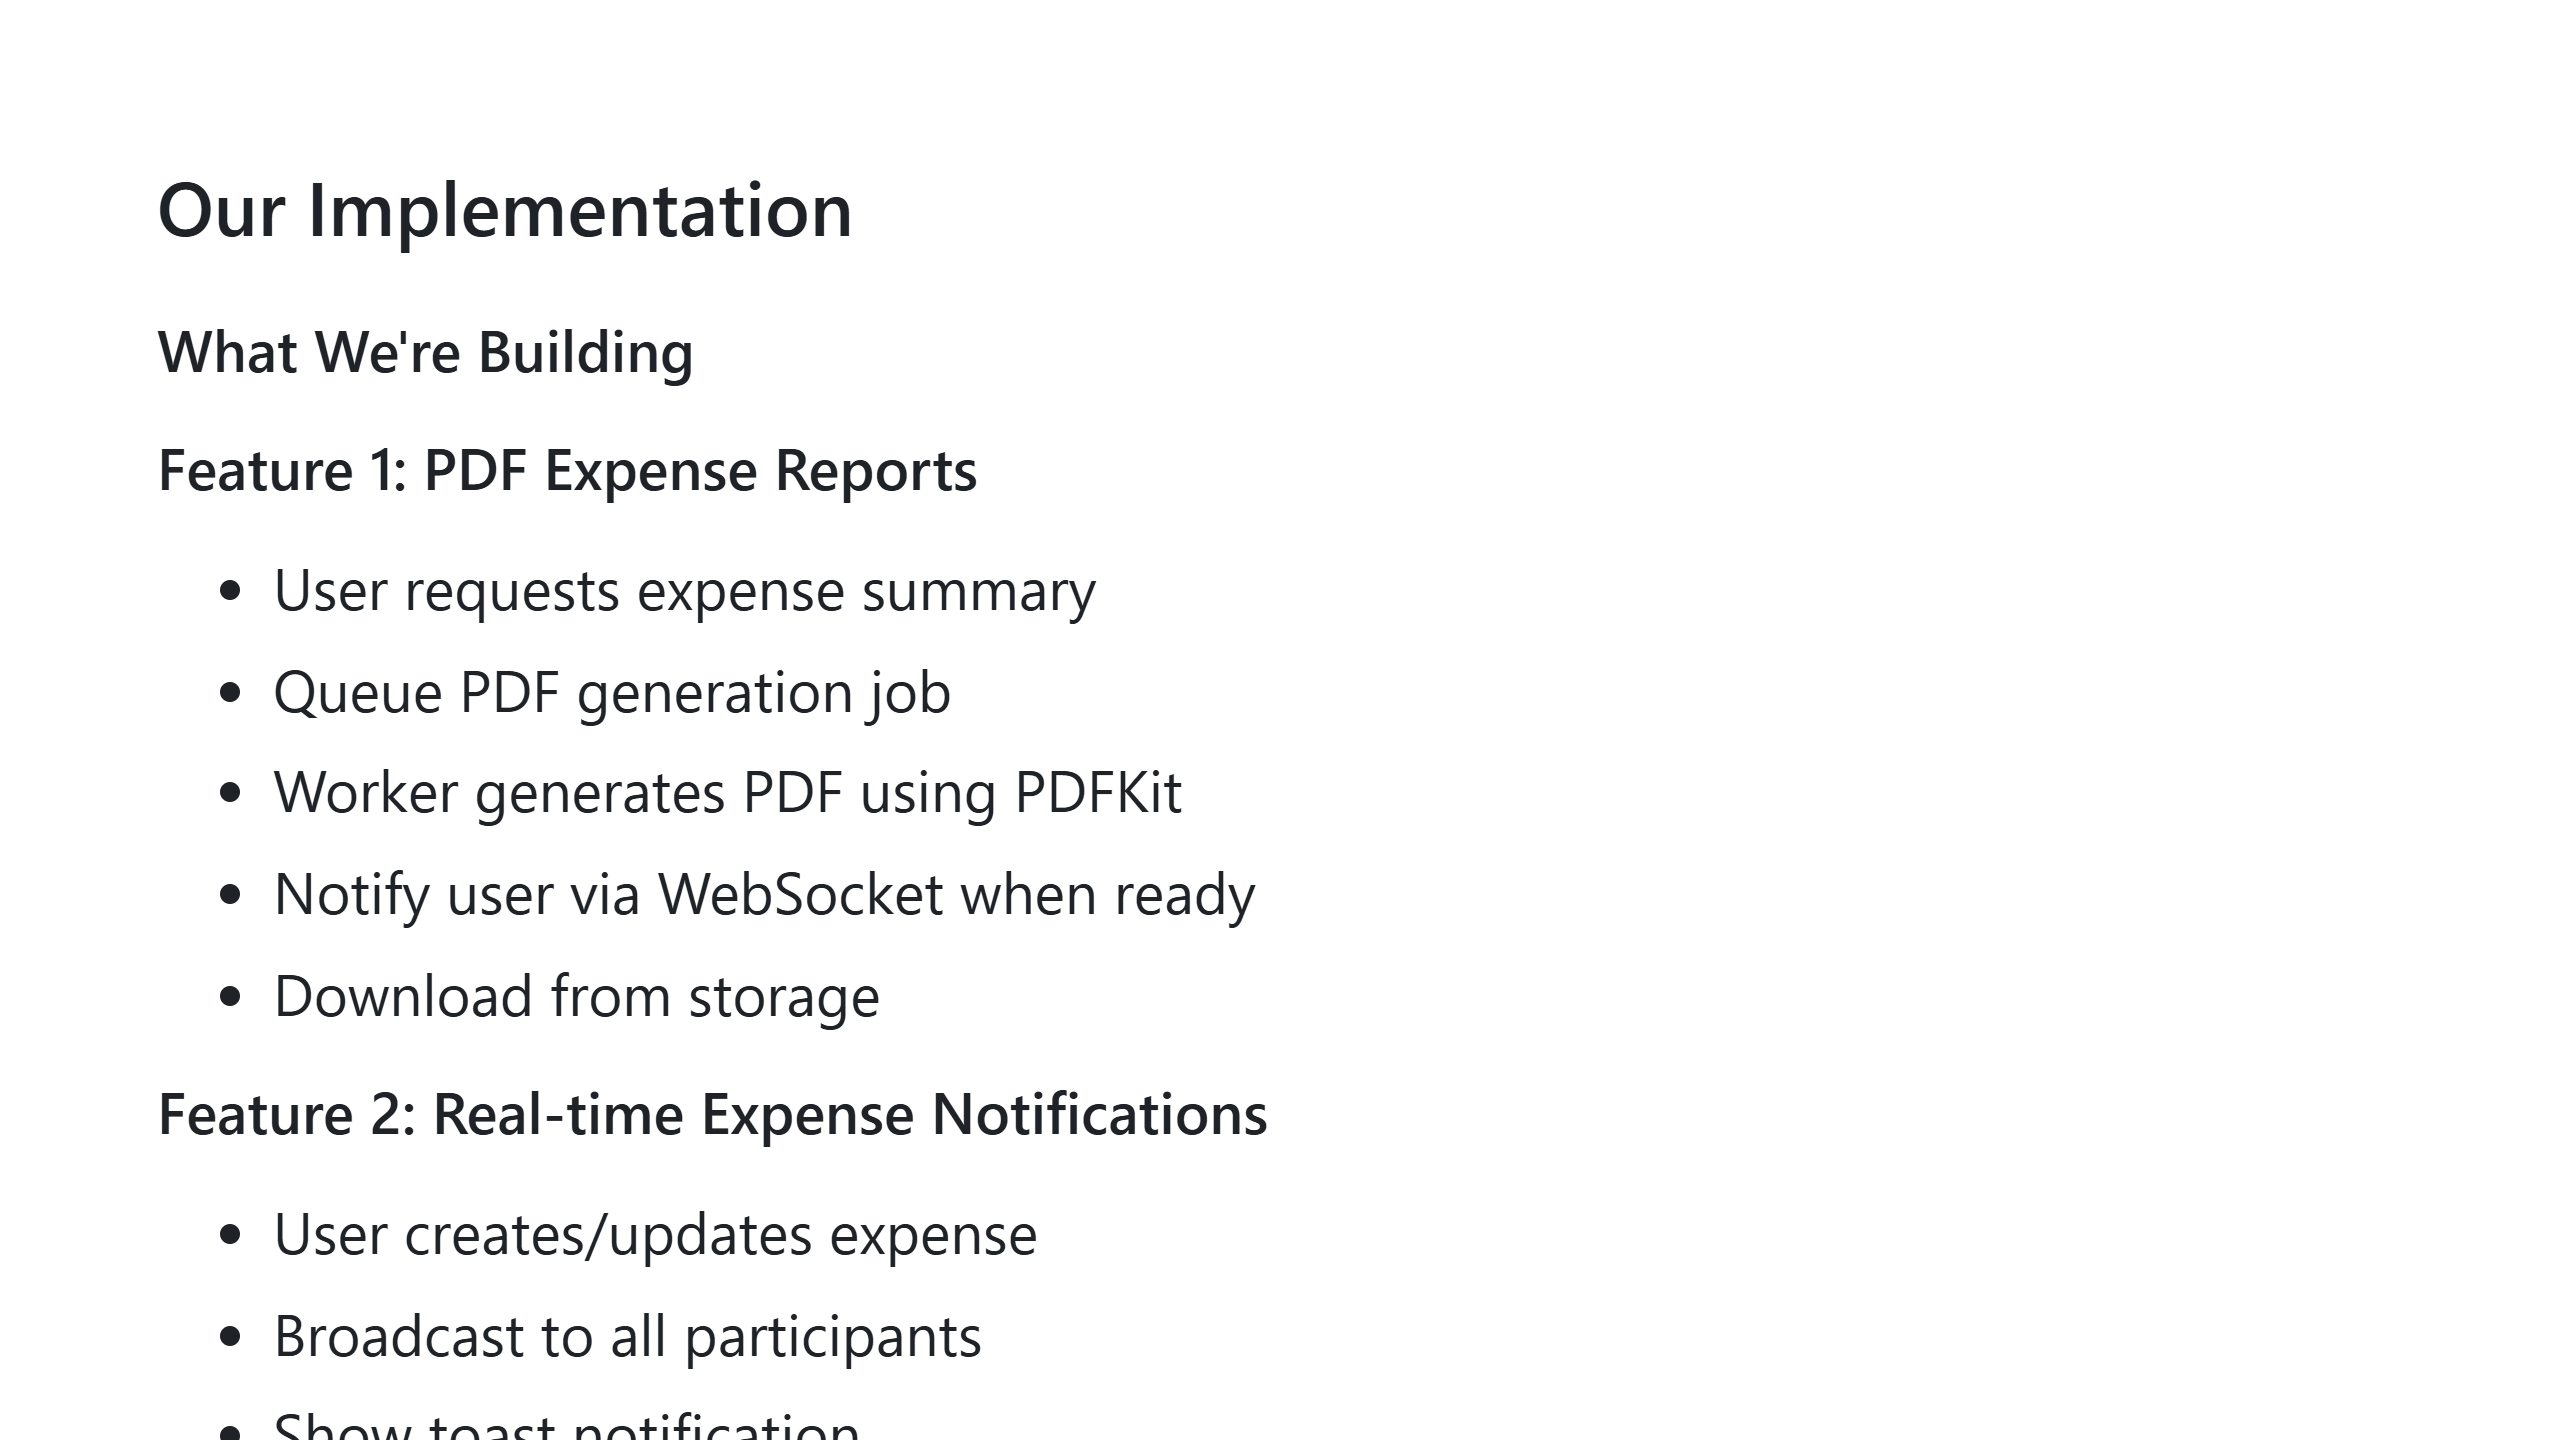 Our Implementation
What We're Building
Feature 1: PDF Expense Reports
User requests expense summary
Queue PDF generation job
Worker generates PDF using PDFKit
Notify user via WebSocket when ready
Download from storage
Feature 2: Real-time Expense Notifications
User creates/updates expense
Broadcast to all participants
Show toast notification